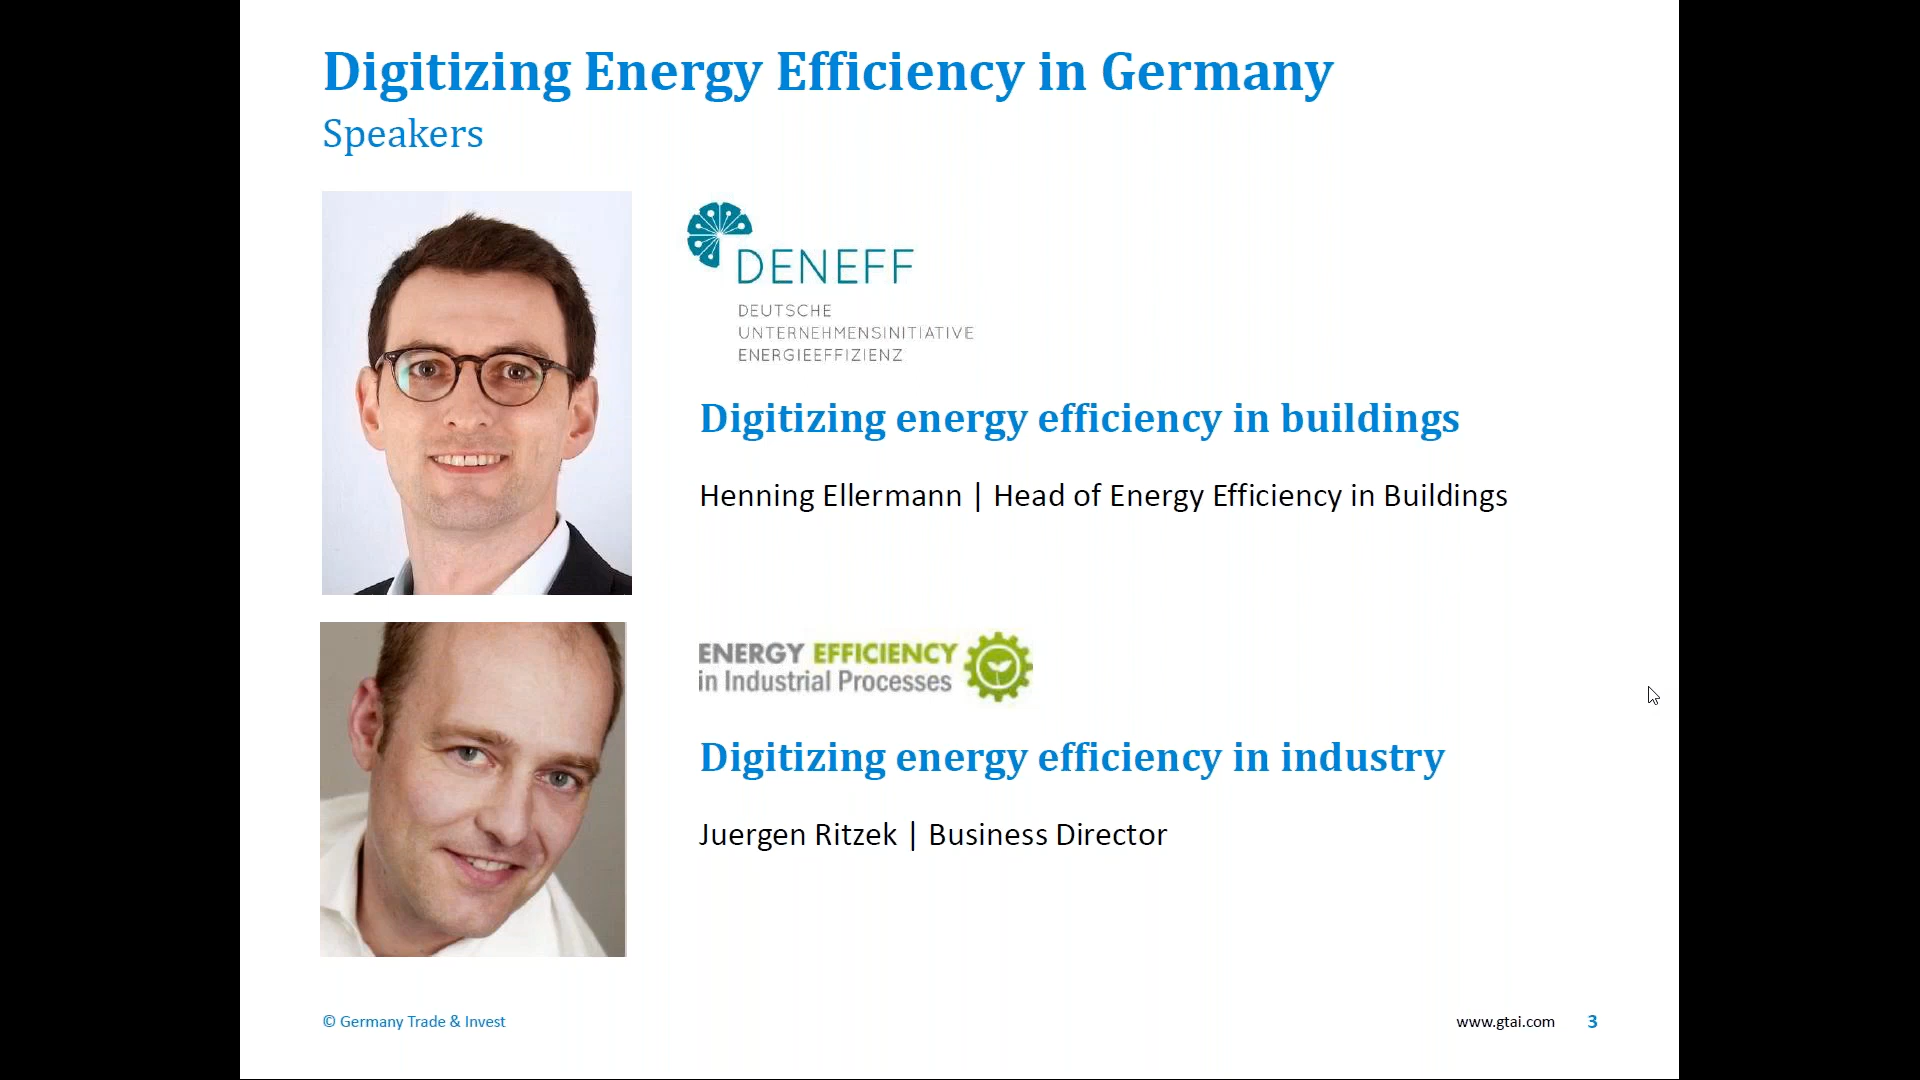 Digitizing Energy Efficiency in Germany
Speakers
DENEFF
DEUTSCHE
UNTERNEHMENSINITIATIVE
ENERGIEEFFIZIENZ
Digitizing energy efficiency in buildings
Henning Ellermann | Head of Energy Efficiency in Buildings
ENERGY EFFICIENCY
in Industrial Processes
Digitizing energy efficiency in industry
Juergen Ritzek | Business Director
© Germany Trade & Invest
www.gtai.com 3